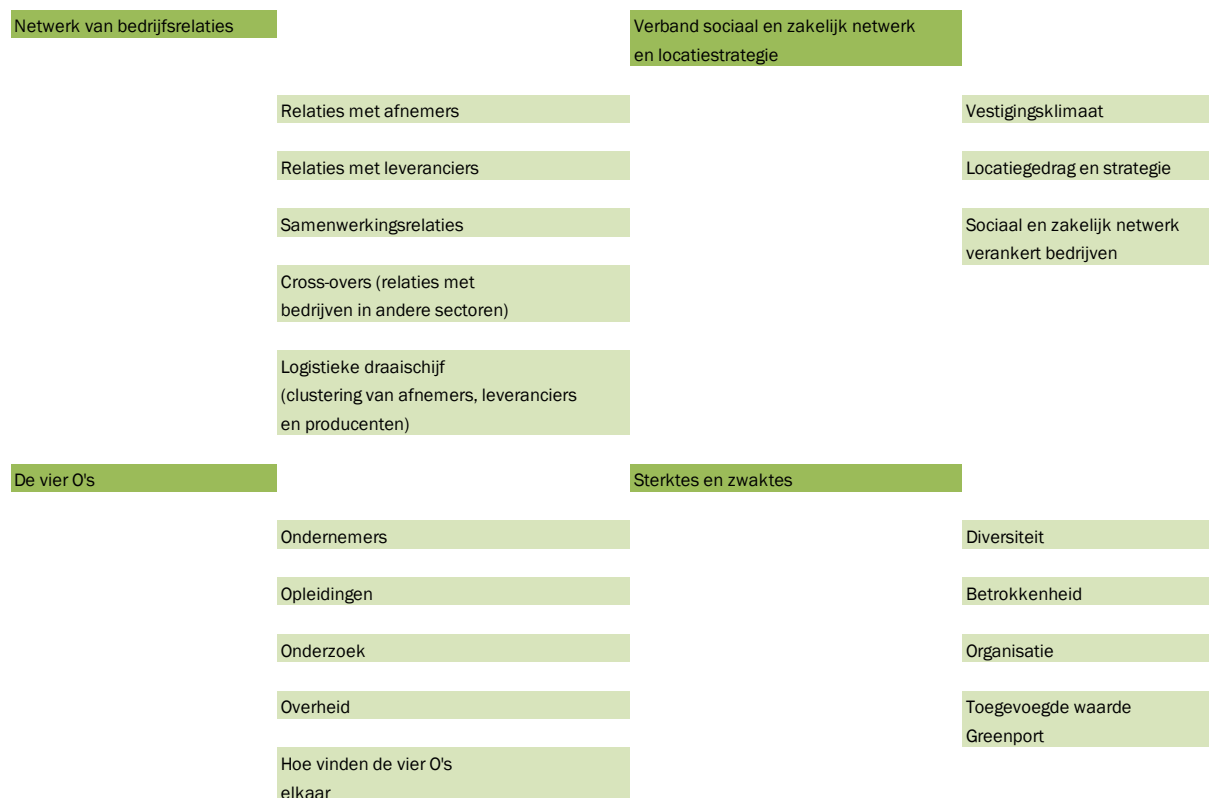 Netwerk van bedrijfsrelaties
Relaties met afnemers
Relaties met leveranciers
Samenwerkingsrelaties
Cross-overs (relaties met
bedrijven in andere sectoren)
Logistieke draaischijf
(clustering van afnemers, leveranciers
en producenten)
Verband sociaal en zakelijk netwerk
en locatiestrategie
Vestigingsklimaat
Locatiegedrag en strategie
Sociaal en zakelijk netwerk
verankert bedrijven
De vier O's
Ondernemers
Opleidingen
Onderzoek
Overheid
Hoe vinden de vier O's
elkaar
Sterktes en zwaktes
Diversiteit
Betrokkenheid
Organisatie
Toegevoegde waarde
Greenport